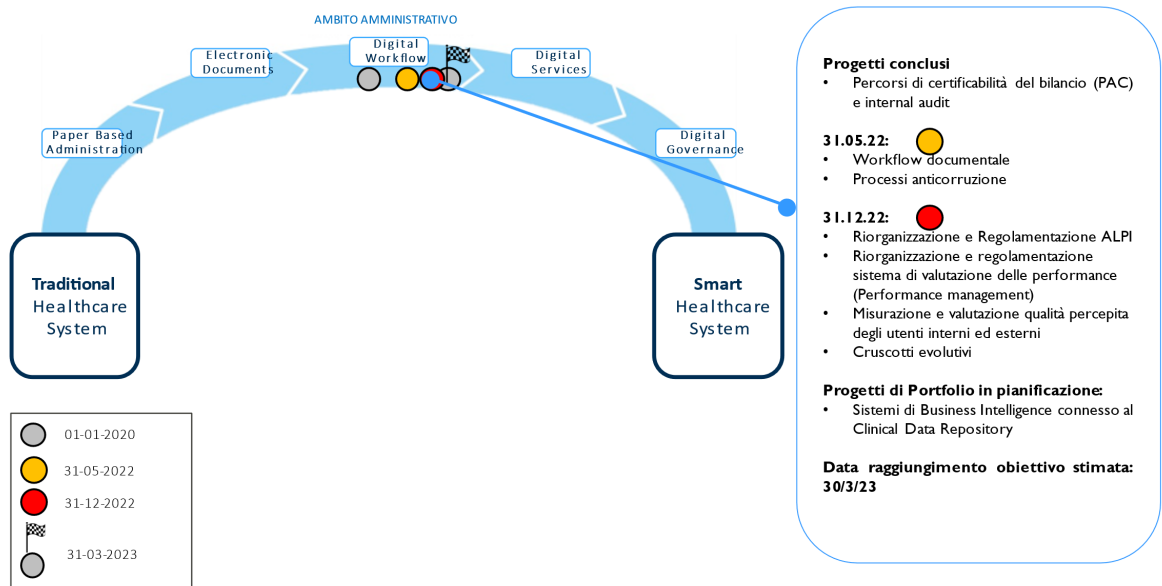 AMBITO AMMINISTRATIVO
Digital
Workflow
Electronic
Documents
Digital
Services
Paper Based
Administration
Digital
Governance
Traditional
Healthcare
System
Smart
Healthcare
System
01-01-2020
31-05-2022
31-12-2022
31-03-2023
Progetti conclusi
• Percorsi di certificabilità del bilancio (PAC)
e internal audit
31.05.22:
• Workflow documentale
• Processi anticorruzione
31.12.22:
• Riorganizzazione e Regolamentazione ALPI
• Riorganizzazione e regolamentazione
sistema di valutazione delle performance
(Performance management)
• Misurazione e valutazione qualità percepita
degli utenti interni ed esterni
• Cruscotti evolutivi
Progetti di Portfolio in pianificazione:
• Sistemi di Business Intelligence connesso al
Clinical Data Repository
Data raggiungimento obiettivo stimata:
30/3/23